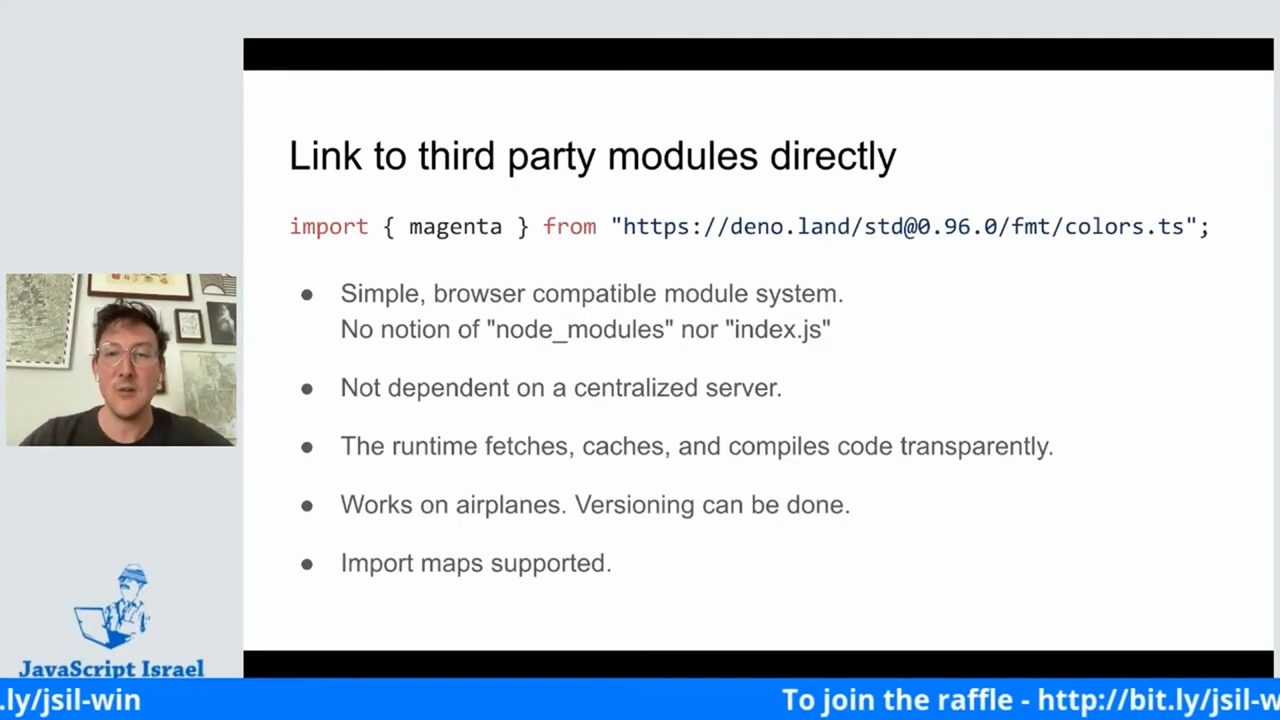 Link to third party modules directly
import { magenta } from "https://deno.land/std@0.96.0/fmt/colors.ts";
● Simple, browser compatible module system.
No notion of "node_modules" nor "index.js"
● Not dependent on a centralized server.
● The runtime fetches, caches, and compiles code transparently.
● Works on airplanes. Versioning can be done.
● Import maps supported.
JavaScript Israel
.ly/jsil-win To join the raffle - http://bit.ly/jsil-w